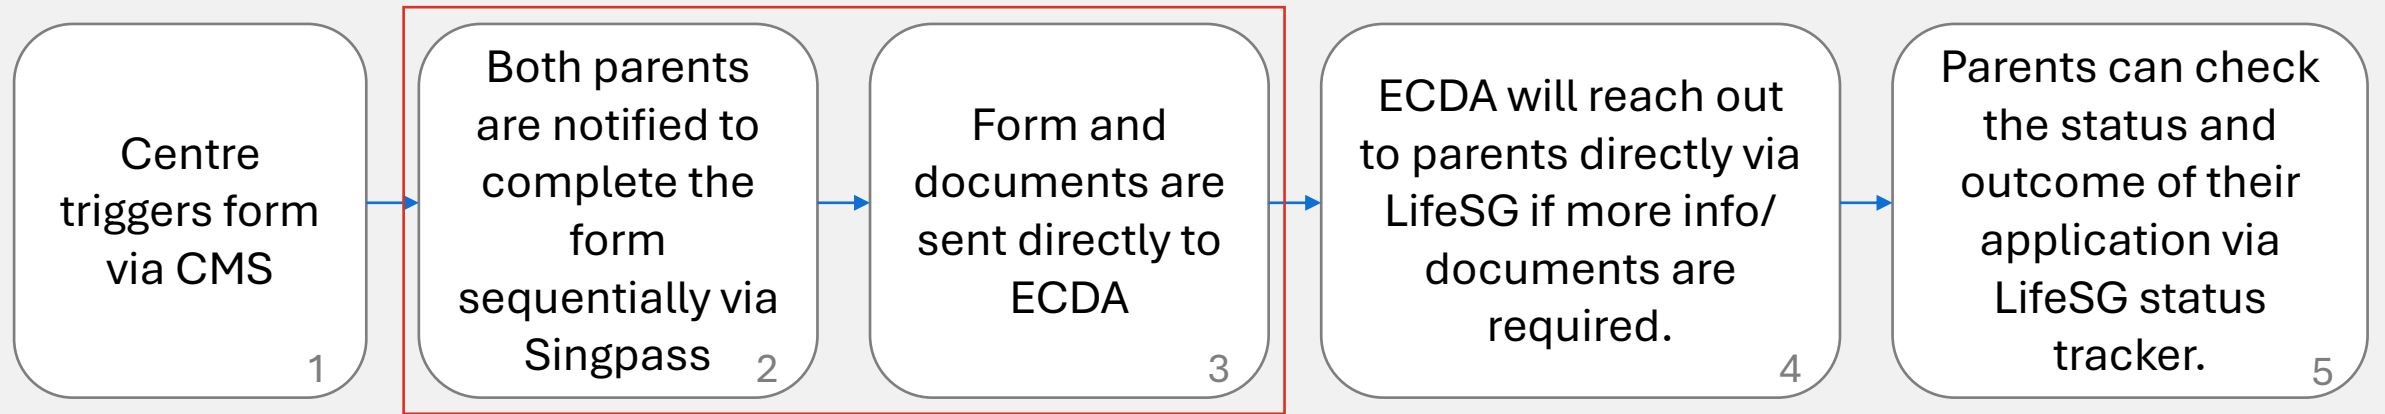 Centre
triggers form
via CMS
1
Both parents
are notified to
complete the
form
sequentially via
Singpass
2
Form and
documents are
sent directly to
ECDA
3
ECDA will reach out
to parents directly via
LifeSG if more info/
documents are
required.
4
Parents can check
the status and
outcome of their
application via
LifeSG status
tracker.
5